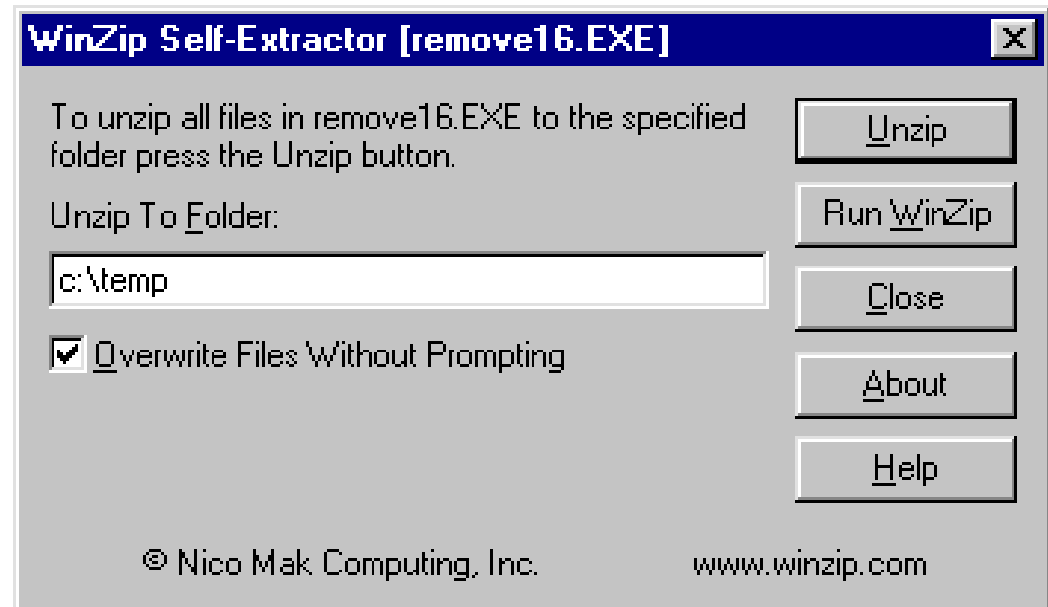 WinZip Self-Extractor [remove16.EXE]
To unzip all files in remove16.EXE to the specified
folder press the Unzip button.
Unzip To Folder:
c:\temp
Overwrite Files Without Prompting
Unzip
Run WinZip
Close
About
Help
© Nico Mak Computing, Inc.
www.winzip.com